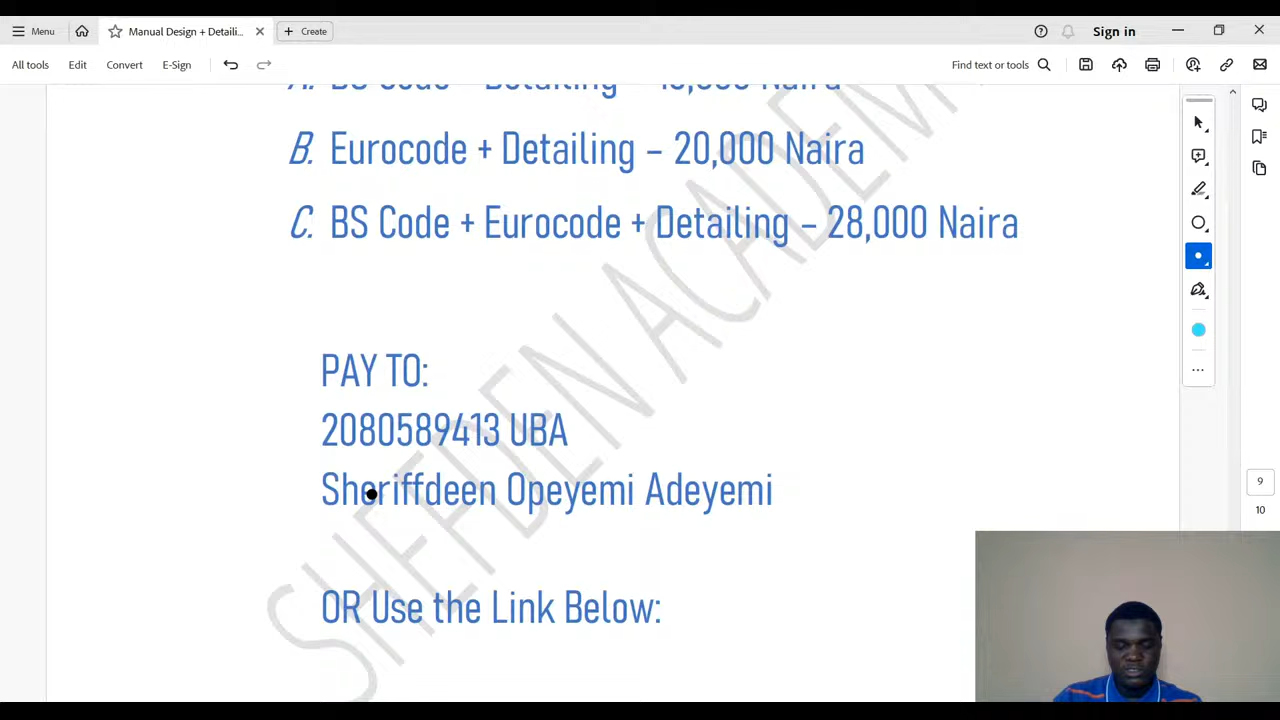 Menu
Manual Design + Detaili...
Create
Sign in
All tools
Edit
Convert
E-Sign
Find text or tools
B. Eurocode + Detailing – 20,000 Naira
C. BS Code + Eurocode + Detailing – 28,000 Naira
PAY TO:
2080589413 UBA
Sheriffdeen Opeyemi Adeyemi
OR Use the Link Below:
9
10